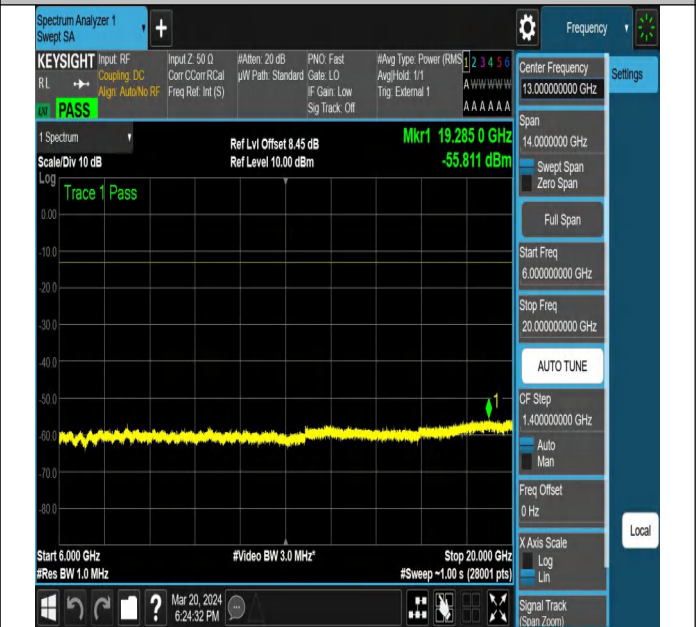 Spectrum Analyzer 1
Swept SA
Frequency
KEYSIGHT
RL
PASS
Input: RF
Coupling: DC
Align: Auto/No RF
Input Z: 50 Ω
Corr CCorr RCal
Freq Ref: Int (S)
#Atten: 20 dB
µW Path: Standard
PNO: Fast
Gate: LO
IF Gain: Low
Sig Track: Off
#Avg Type: Power (RMS
Avg|Hold: 1/1
Trig: External 1
1 2 3 4 5 6
A W W W W W
A A A A A A
1 Spectrum
Scale/Div 10 dB
Ref Lvl Offset 8.45 dB
Ref Level 10.00 dBm
Mkr1 19.285 0 GHz
-55.811 dBm
Log
Trace 1 Pass
0.00
-10.0
-20.0
-30.0
-40.0
-50.0
-60.0
-70.0
-80.0
1
Start 6.000 GHz
#Res BW 1.0 MHz
#Video BW 3.0 MHz*
Stop 20.000 GHz
#Sweep ~1.00 s (28001 pts)
Mar 20, 2024
6:24:32 PM
Center Frequency
13.000000000 GHz
Settings
Span
14.0000000 GHz
Swept Span
Zero Span
Full Span
Start Freq
6.000000000 GHz
Stop Freq
20.000000000 GHz
AUTO TUNE
CF Step
1.400000000 GHz
Auto
Man
Freq Offset
0 Hz
X Axis Scale
Log
Lin
Local
Signal Track
(Span Zoom)